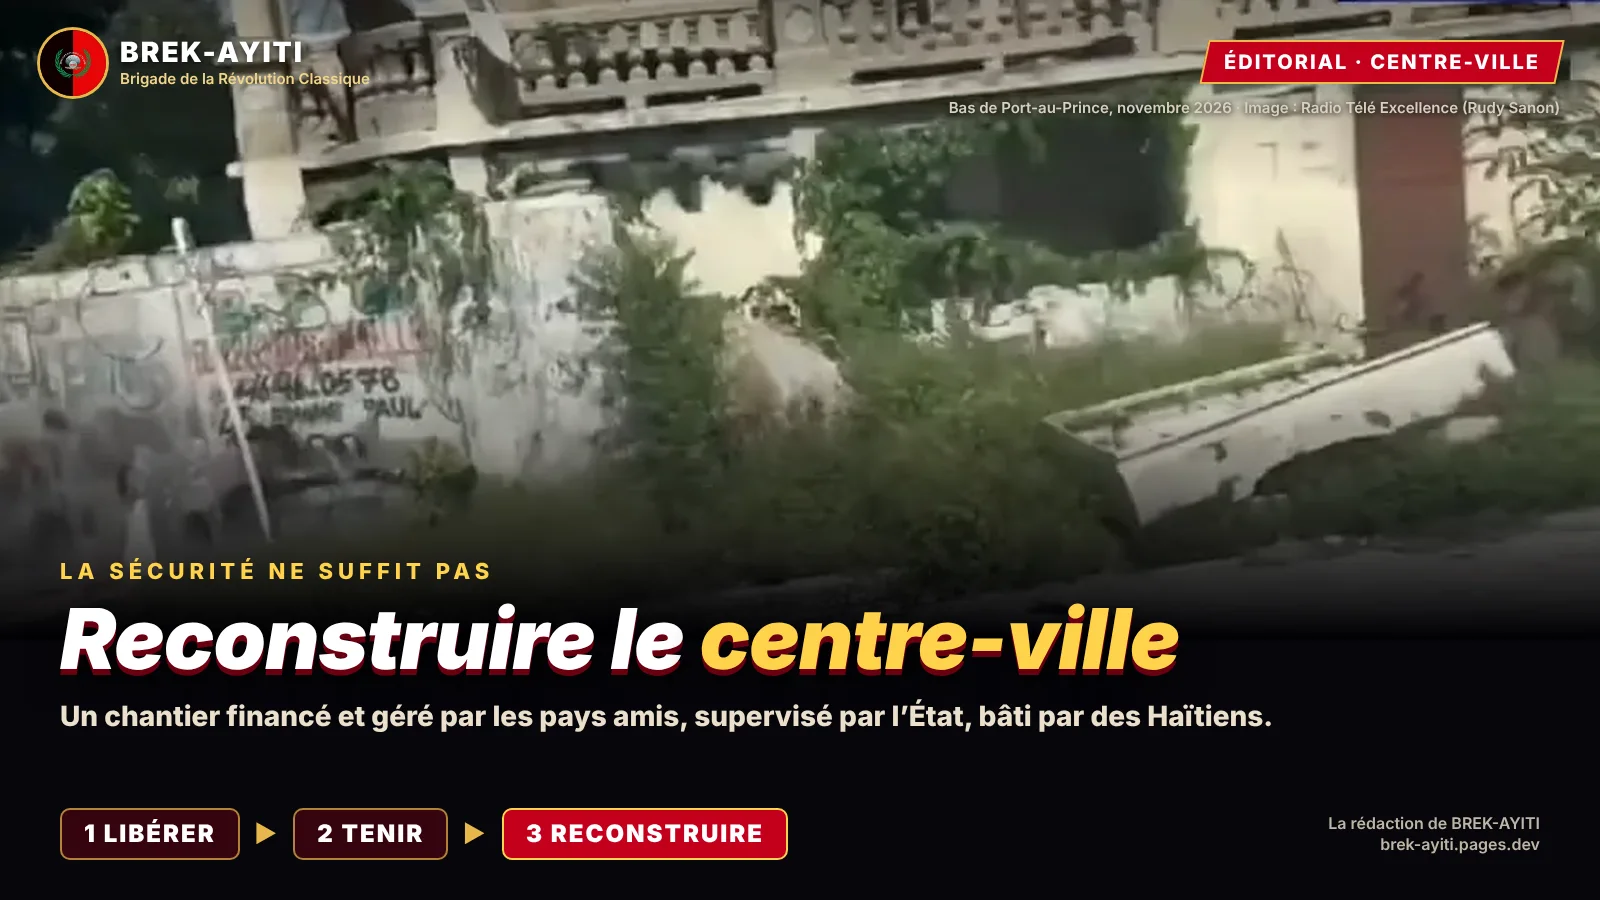 BREK-AYITI
Brigade de la Révolution Classique
ÉDITORIAL · CENTRE-VILLE
Bas de Port-au-Prince, novembre 2026 · Image : Radio Télé Excellence (Rudy Sanon)
0578
PAUL
LA SÉCURITÉ NE SUFFIT PAS
Reconstruire le centre-ville
Un chantier financé et géré par les pays amis, supervisé par l’État, bâti par des Haïtiens.
1 LIBÉRER ▶ 2 TENIR ▶ 3 RECONSTRUIRE
La rédaction de BREK-AYITI
brek-ayiti.pages.dev